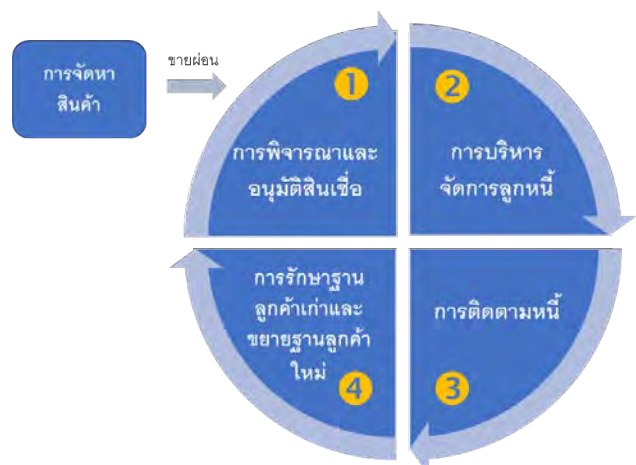 การจัดหา
สินค้า
ขายผ่อน
1
การพิจารณาและ
อนุมัติสินเชื่อ
2
การบริหาร
จัดการลูกหนี้
3
การติดตามหนี้
4
การรักษาฐาน
ลูกค้าเก่าและ
ขยายฐานลูกค้า
ใหม่